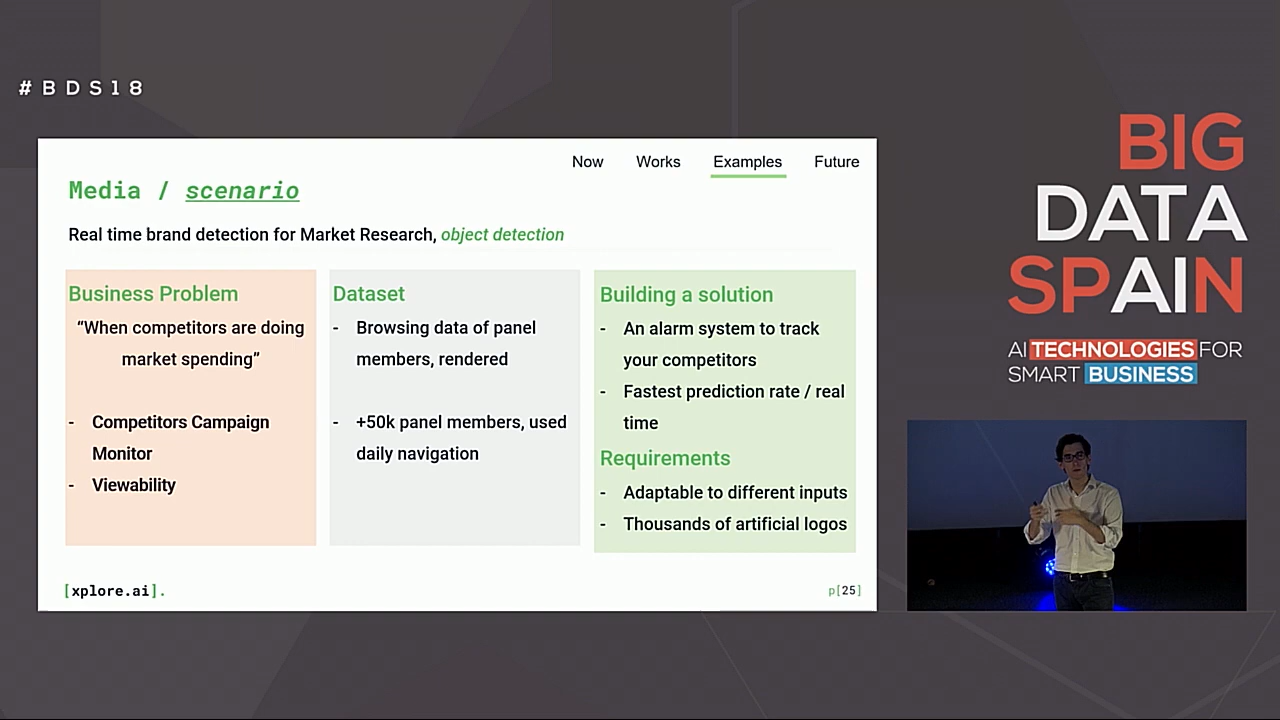 #BDS18
Now Works Examples Future
Media / scenario
Real time brand detection for Market Research, object detection
Business Problem
“When competitors are doing
market spending”
- Competitors Campaign
Monitor
- Viewability
Dataset
- Browsing data of panel
members, rendered
- +50k panel members, used
daily navigation
Building a solution
- An alarm system to track
your competitors
- Fastest prediction rate / real
time
Requirements
- Adaptable to different inputs
- Thousands of artificial logos
[xplore.ai].
p[25]
BIG
DATA
SPAIN
AI TECHNOLOGIES FOR
SMART BUSINESS